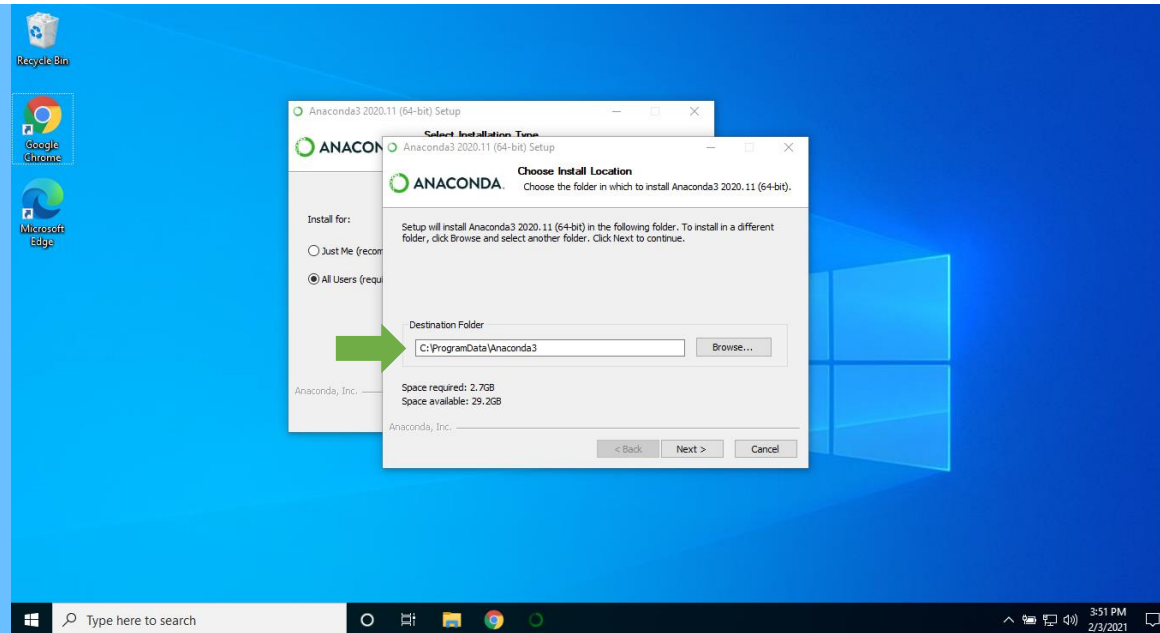 Recycle Bin
Google
Chrome
Microsoft
Edge
Anaconda3 2020.11 (64-bit) Setup
Select Installation Type
ANACON
Install for:
Just Me (recom
All Users (requi
Anaconda, Inc.
Anaconda3 2020.11 (64-bit) Setup
ANACONDA.
Choose Install Location
Choose the folder in which to install Anaconda3 2020.11 (64-bit).
Setup will install Anaconda3 2020.11 (64-bit) in the following folder. To install in a different
folder, click Browse and select another folder. Click Next to continue.
Destination Folder
C:\ProgramData\Anaconda3
Browse...
Space required: 2.7GB
Space available: 29.2GB
Anaconda, Inc.
< Back
Next >
Cancel
Type here to search
3:51 PM
2/3/2021